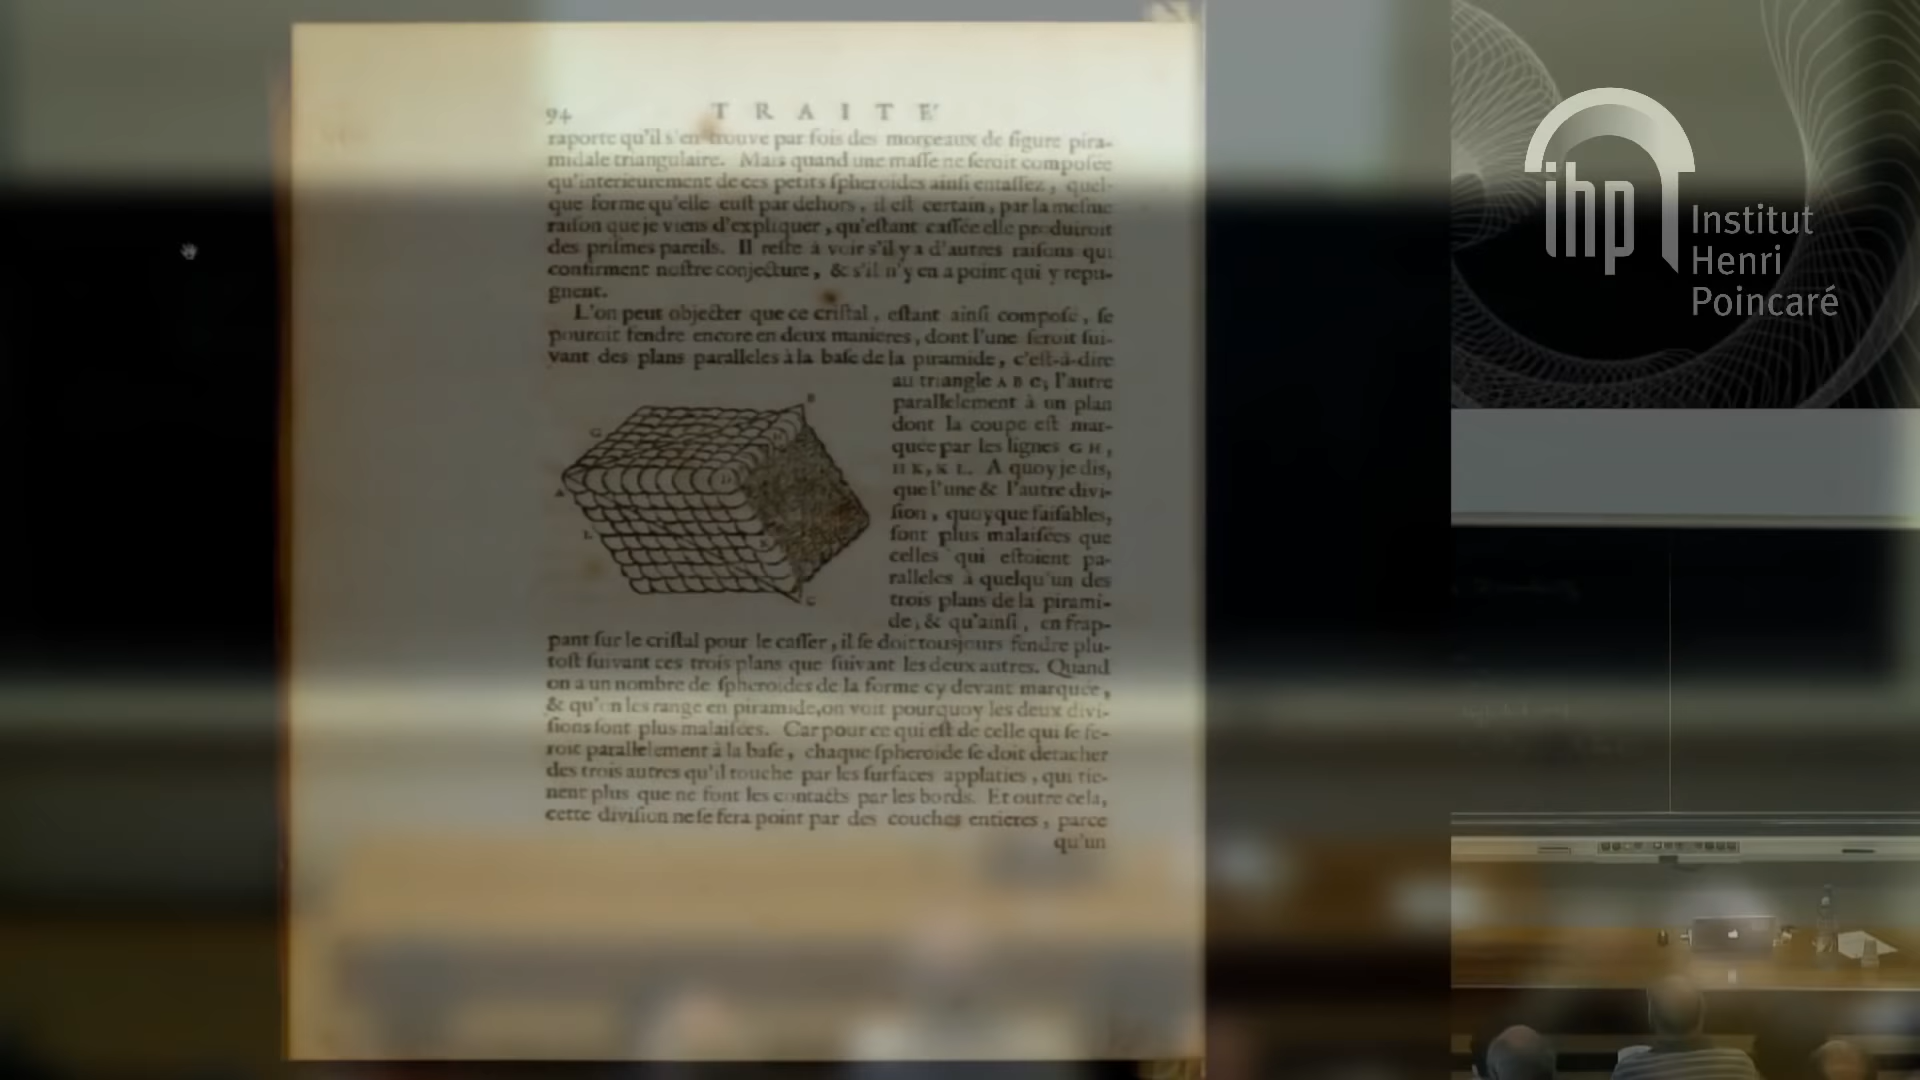 94 TRAITÉ
raporte qu'il s'en trouve par fois des morceaux de figure pira-
midale triangulaire. Mais quand une maſſe ne ſeroit compoſée
qu'interieurement de ces petits ſpheroides ainſi entaſſez, quel-
que forme qu'elle euſt par dehors, il eſt certain, par la meſme
raiſon que je viens d'expliquer, qu'eſtant caſſée elle produiroit
des priſmes pareils. Il reſte à voir s'il y a d'autres raiſons qui
confirment noſtre conjecture, & s'il n'y en a point qui y repu-
gnent.
L'on peut objecter que ce criſtal, eſtant ainſi compoſé, ſe
pourroit fendre encore en deux manieres, dont l'une ſeroit ſui-
vant des plans paralleles à la baſe de la piramide, c'eſt-à-dire
au triangle A B C; l'autre
parallelement à un plan
dont la coupe eſt mar-
quée par les lignes G H,
H K, K L. A quoy je dis,
que l'une & l'autre divi-
ſion, quoyque faiſables,
ſont plus malaiſées que
celles qui eſtoient pa-
ralleles à quelqu'un des
trois plans de la pirami-
de, & qu'ainſi, en frap-
B
G
H
D
A
L
K
C
pant ſur le criſtal pour le caſſer, il ſe doit tousjours fendre plu-
toſt ſuivant ces trois plans que ſuivant les deux autres. Quand
on a un nombre de ſpheroides de la forme cy devant marquée,
& qu'on les range en piramide, on voit pourquoy les deux divi-
ſions ſont plus malaiſées. Car pour ce qui eſt de celle qui ſe fe-
roit parallelement à la baſe, chaque ſpheroide ſe doit detacher
des trois autres qu'il touche par les ſurfaces applaties, qui tie-
nent plus que ne font les contacts par les bords. Et outre cela,
cette diviſion ne ſe fera point par des couches entieres, parce
qu'un
ihp
Institut
Henri
Poincaré